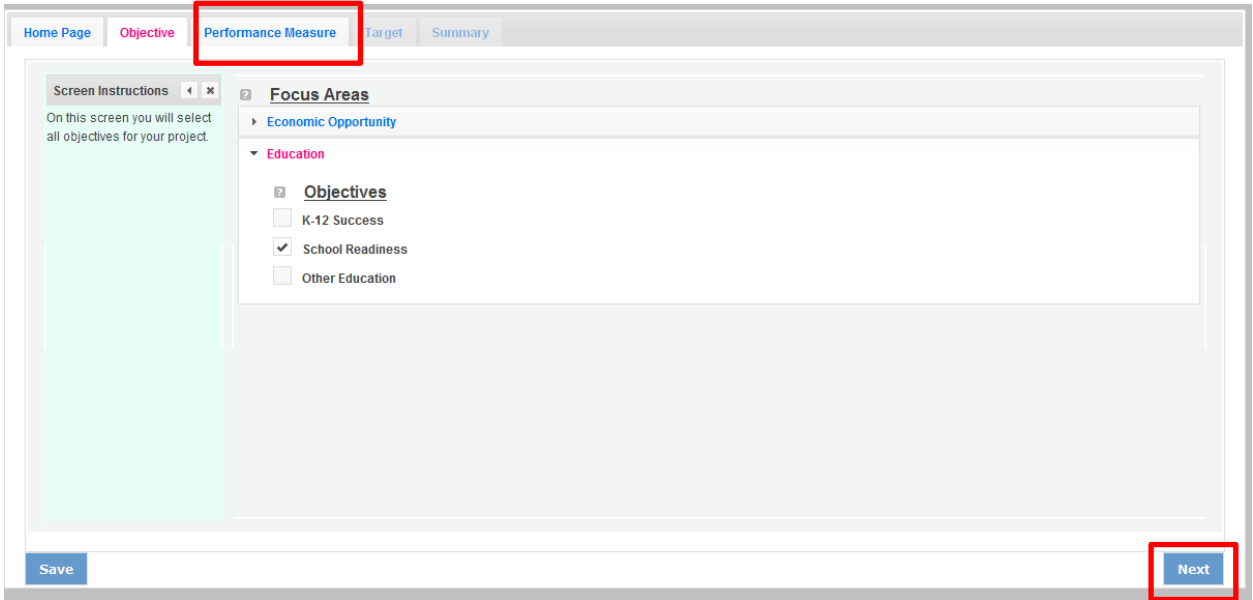 Home Page Objective Performance Measure Target Summary
Screen Instructions
On this screen you will select
all objectives for your project.
? Focus Areas
Economic Opportunity
Education
? Objectives
K-12 Success
School Readiness
Other Education
Save
Next